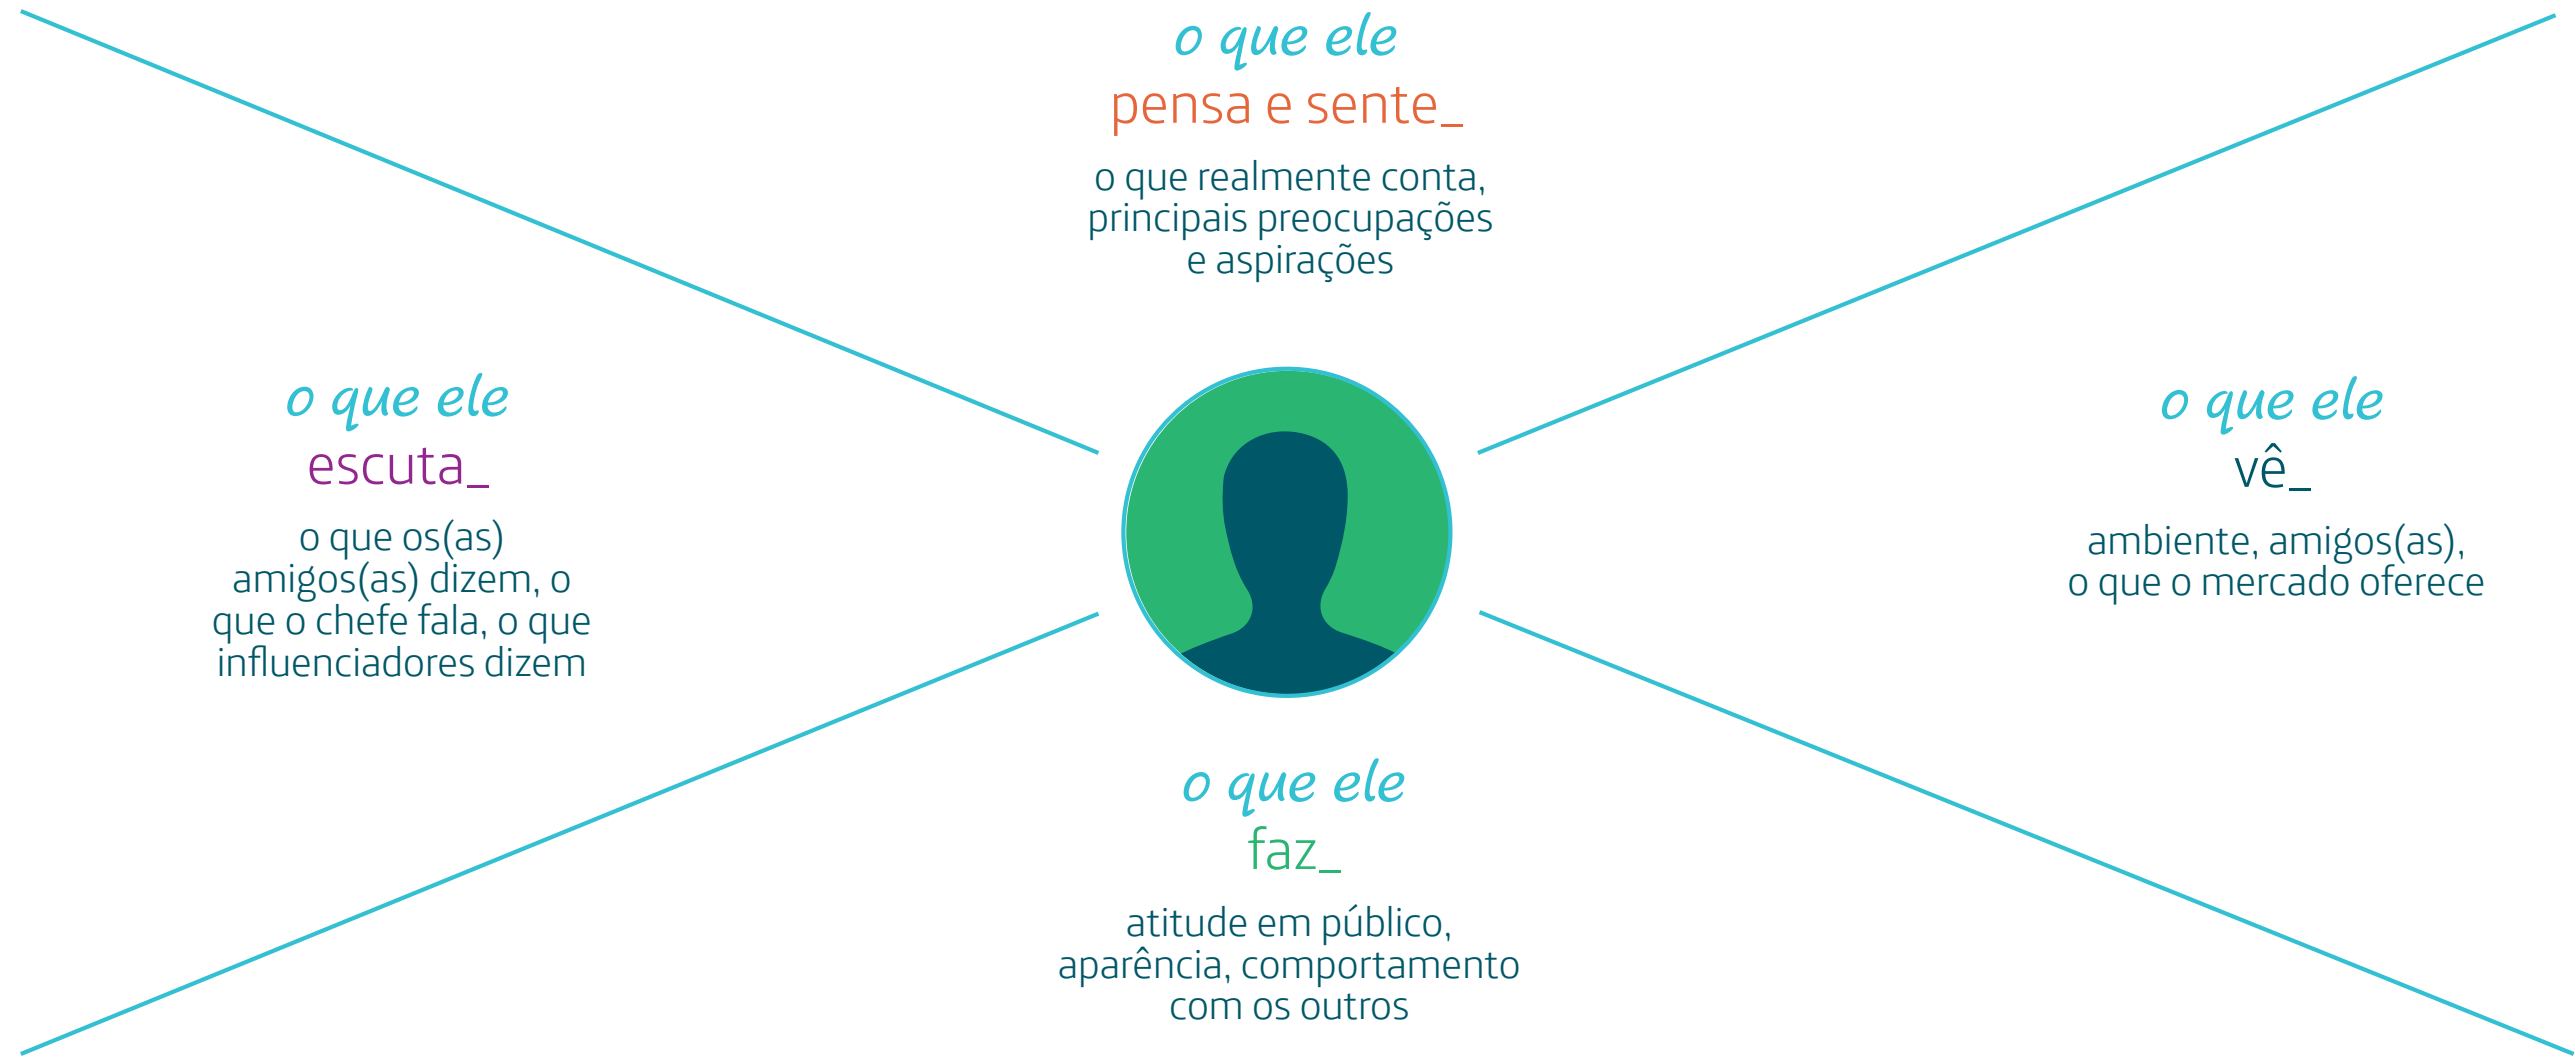 o que ele
pensa e sente_
o que realmente conta,
principais preocupações
e aspirações
o que ele
escuta_
o que os(as)
amigos(as) dizem, o
que o chefe fala, o que
influenciadores dizem
o que ele
vê_
ambiente, amigos(as),
o que o mercado oferece
o que ele
faz_
atitude em público,
aparência, comportamento
com os outros